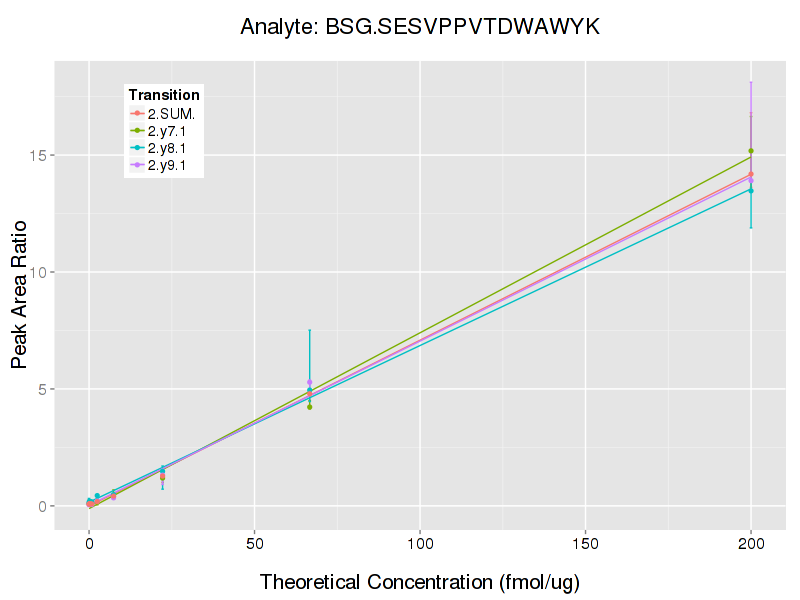 Analyte: BSG.SESVPPVTDWAWYK
Transition
2.SUM.
2.y7.1
2.y8.1
2.y9.1
15
10
5
0
Peak Area Ratio
0 50 100 150 200
Theoretical Concentration (fmol/ug)